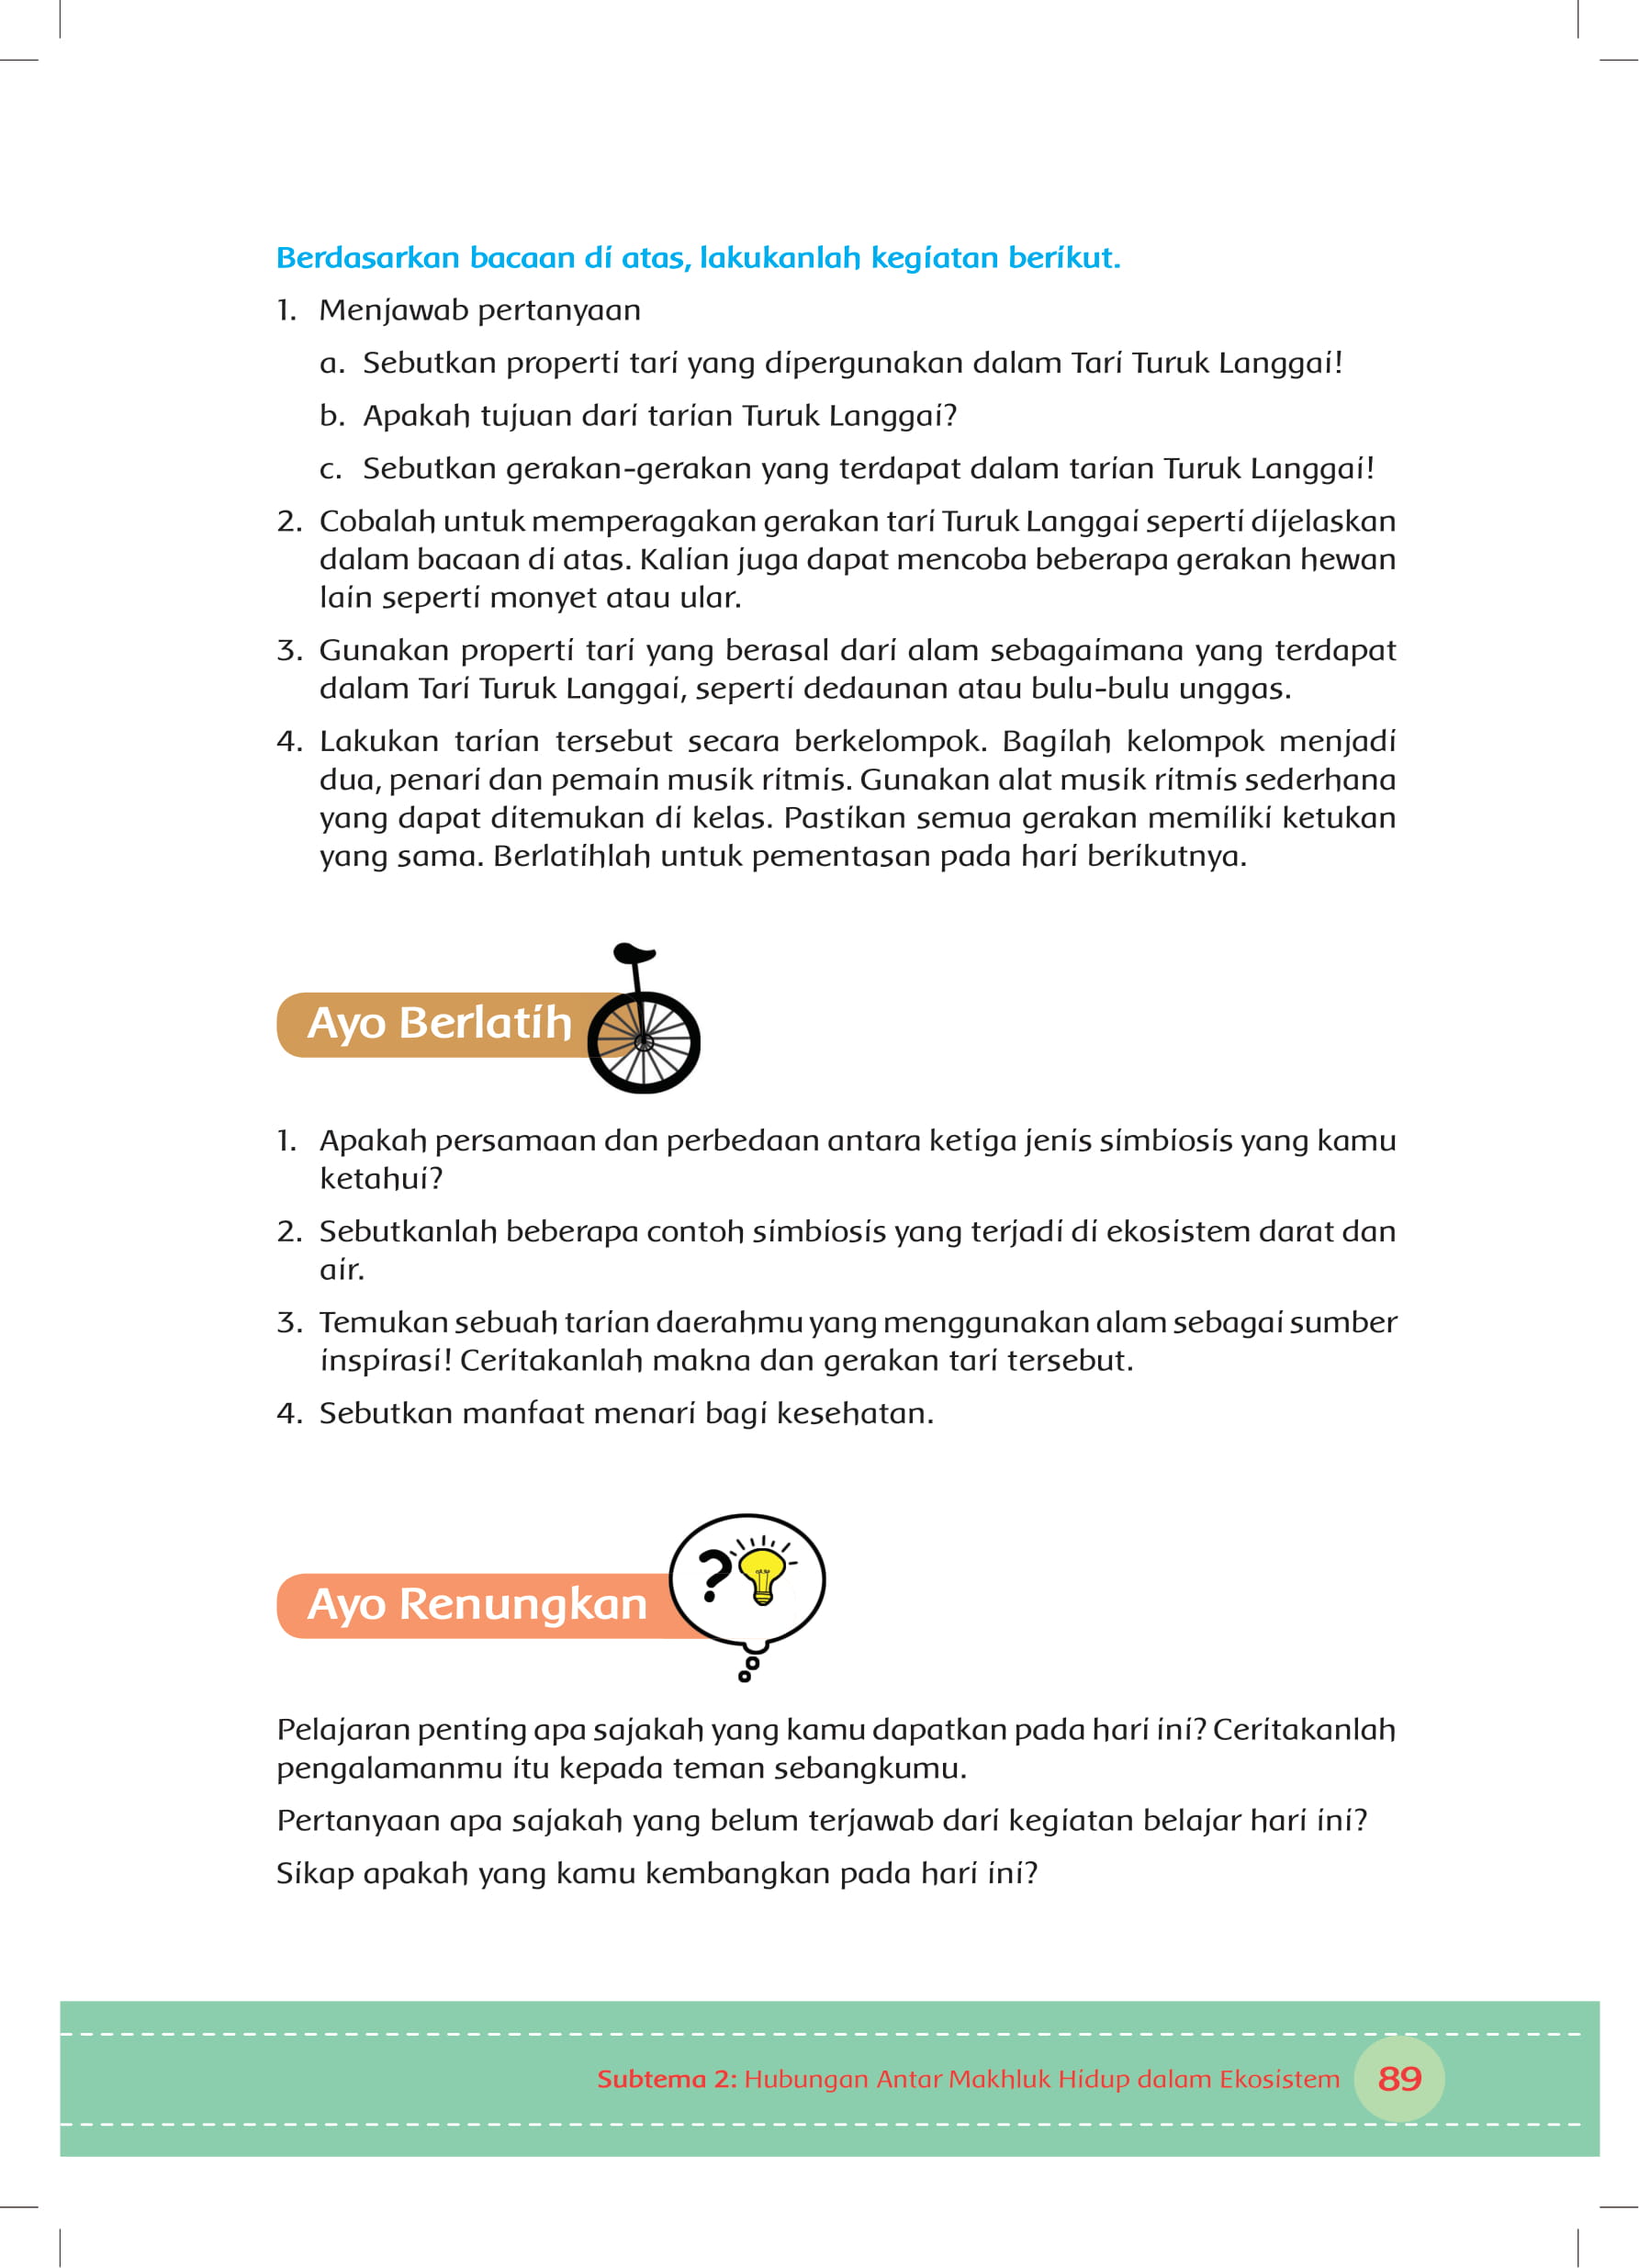 Berdasarkan bacaan di atas, lakukanlah kegiatan berikut.
1. Menjawab pertanyaan
a. Sebutkan properti tari yang dipergunakan dalam Tari Turuk Langgai!
b. Apakah tujuan dari tarian Turuk Langgai?
c. Sebutkan gerakan-gerakan yang terdapat dalam tarian Turuk Langgai!
2. Cobalah untuk memperagakan gerakan tari Turuk Langgai seperti dijelaskan
dalam bacaan di atas. Kalian juga dapat mencoba beberapa gerakan hewan
lain seperti monyet atau ular.
3. Gunakan properti tari yang berasal dari alam sebagaimana yang terdapat
dalam Tari Turuk Langgai, seperti dedaunan atau bulu-bulu unggas.
4. Lakukan tarian tersebut secara berkelompok. Bagilah kelompok menjadi
dua, penari dan pemain musik ritmis. Gunakan alat musik ritmis sederhana
yang dapat ditemukan di kelas. Pastikan semua gerakan memiliki ketukan
yang sama. Berlatihlah untuk pementasan pada hari berikutnya.
Ayo Berlatih
1. Apakah persamaan dan perbedaan antara ketiga jenis simbiosis yang kamu
ketahui?
2. Sebutkanlah beberapa contoh simbiosis yang terjadi di ekosistem darat dan
air.
3. Temukan sebuah tarian daerahmu yang menggunakan alam sebagai sumber
inspirasi! Ceritakanlah makna dan gerakan tari tersebut.
4. Sebutkan manfaat menari bagi kesehatan.
?
Ayo Renungkan
Pelajaran penting apa sajakah yang kamu dapatkan pada hari ini? Ceritakanlah
pengalamanmu itu kepada teman sebangkumu.
Pertanyaan apa sajakah yang belum terjawab dari kegiatan belajar hari ini?
Sikap apakah yang kamu kembangkan pada hari ini?
Subtema 2: Hubungan Antar Makhluk Hidup dalam Ekosistem 89